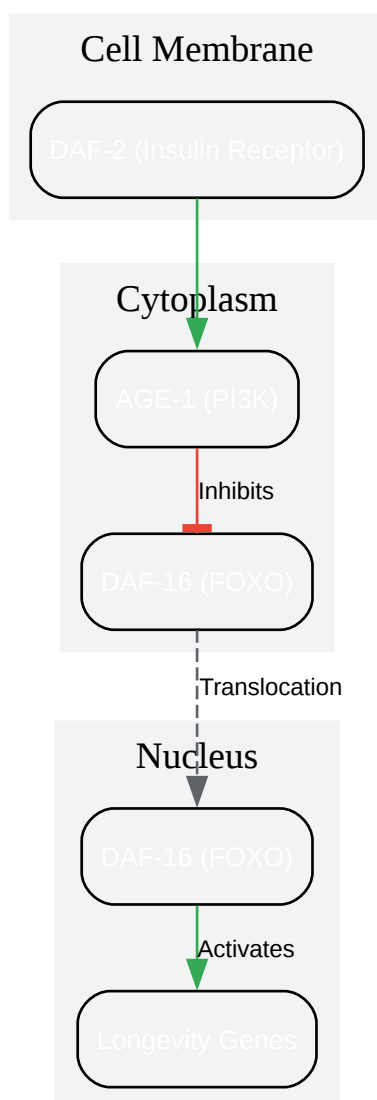 Cell Membrane
DAF-2 (Insulin Receptor)
Cytoplasm
AGE-1 (PI3K)
Inhibits
DAF-16 (FOXO)
Translocation
Nucleus
DAF-16 (FOXO)
Activates
Longevity Genes